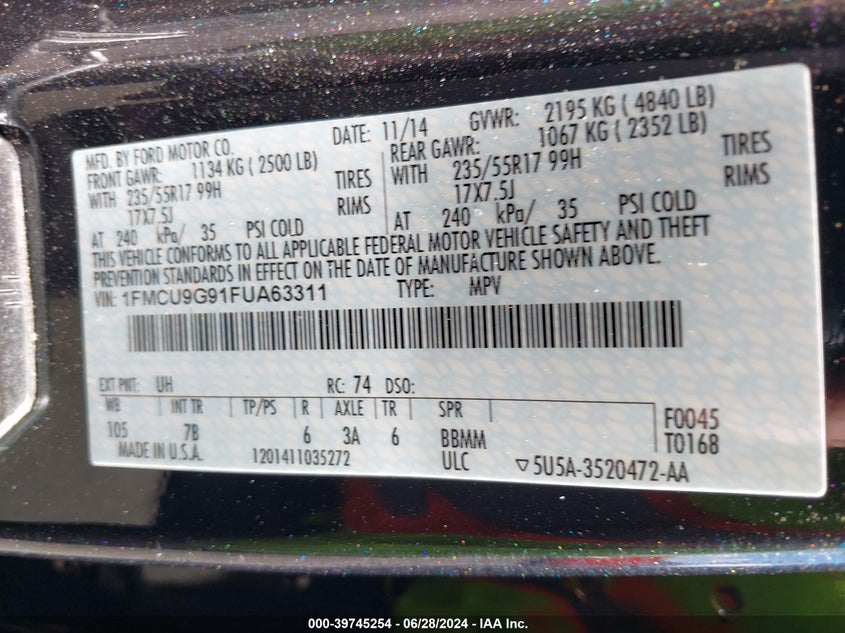 MFD. BY FORD MOTOR CO. DATE: 11/14 GVWR: 2195 KG ( 4840 LB)
FRONT GAWR: 1134 KG ( 2500 LB) REAR GAWR: 1067 KG ( 2352 LB)
WITH 235/55R17 99H TIRES WITH 235/55R17 99H TIRES
17X7.5J RIMS 17X7.5J RIMS
AT 240 kPa/ 35 PSI COLD AT 240 kPa/ 35 PSI COLD
THIS VEHICLE CONFORMS TO ALL APPLICABLE FEDERAL MOTOR VEHICLE SAFETY AND THEFT
PREVENTION STANDARDS IN EFFECT ON THE DATE OF MANUFACTURE SHOWN ABOVE.
VIN: 1FMCU9G91FUA63311 TYPE: MPV
EXT PNT: UH RC: 74 DSO:
WB INT TR TP/PS R AXLE TR SPR F0045
105 7B 6 3A 6 BBMM T0168
MADE IN U.S.A. 1201411035272 ULC ▽5U5A-3520472-AA
000-39745254 - 06/28/2024 - IAA Inc.